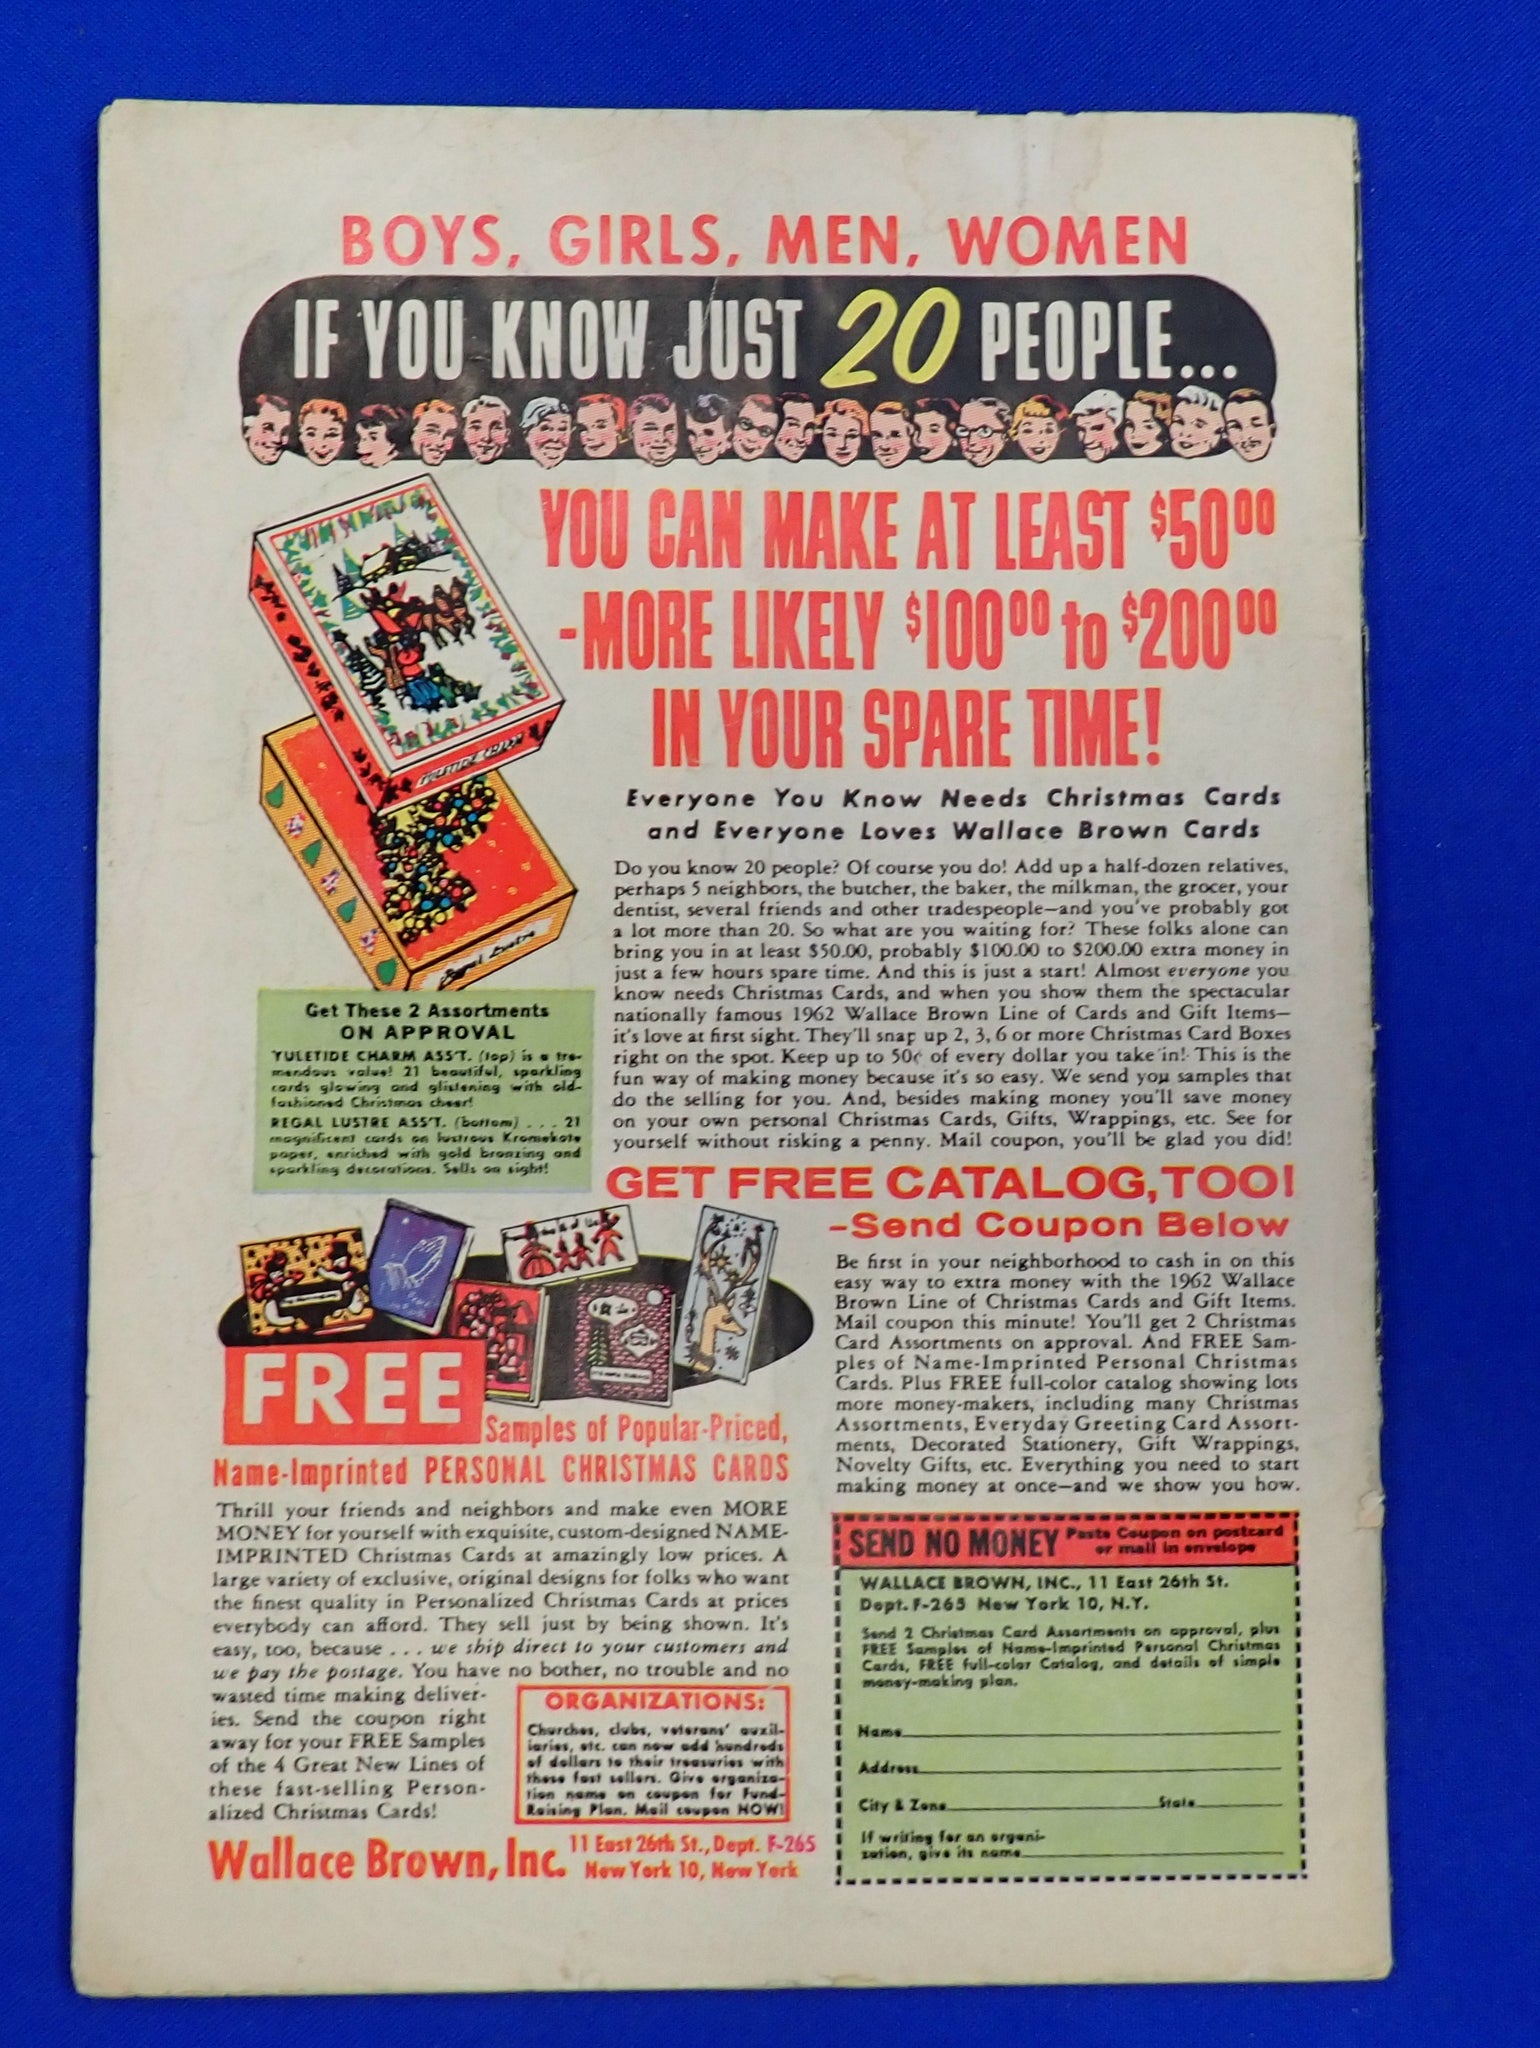 BOYS, GIRLS, MEN, WOMEN
IF YOU KNOW JUST 20 PEOPLE...
YOU CAN MAKE AT LEAST $50.00
-MORE LIKELY $100.00 to $200.00
IN YOUR SPARE TIME!
Everyone You Know Needs Christmas Cards
and Everyone Loves Wallace Brown Cards
Do you know 20 people? Of course you do! Add up a half-dozen relatives,
perhaps 5 neighbors, the butcher, the baker, the milkman, the grocer, your
dentist, several friends and other tradespeople—and you've probably got
a lot more than 20. So what are you waiting for? These folks alone can
bring you in at least $50.00, probably $100.00 to $200.00 extra money in
just a few hours spare time. And this is just a start! Almost everyone you
know needs Christmas Cards, and when you show them the spectacular
nationally famous 1962 Wallace Brown Line of Cards and Gift Items—
it's love at first sight. They'll snap up 2, 3, 6 or more Christmas Card Boxes
right on the spot. Keep up to 50¢ of every dollar you take in! This is the
fun way of making money because it's so easy. We send you samples that
do the selling for you. And, besides making money you'll save money
on your own personal Christmas Cards, Gifts, Wrappings, etc. See for
yourself without risking a penny. Mail coupon, you'll be glad you did!
Regal Lustre
Get These 2 Assortments
ON APPROVAL
YULETIDE CHARM ASS'T. (top) is a tre-
mendous value! 21 beautiful, sparkling
cards glowing and glistening with old-
fashioned Christmas cheer!
REGAL LUSTRE ASS'T. (bottom) . . . 21
magnificent cards on lustrous Kromekote
paper, enriched with gold bronzing and
sparkling decorations. Sells on sight!
GET FREE CATALOG, TOO!
—Send Coupon Below
Be first in your neighborhood to cash in on this
easy way to extra money with the 1962 Wallace
Brown Line of Christmas Cards and Gift Items.
Mail coupon this minute! You'll get 2 Christmas
Card Assortments on approval. And FREE Sam-
ples of Name-Imprinted Personal Christmas
Cards. Plus FREE full-color catalog showing lots
more money-makers, including many Christmas
Assortments, Everyday Greeting Card Assort-
ments, Decorated Stationery, Gift Wrappings,
Novelty Gifts, etc. Everything you need to start
making money at once—and we show you how.
FREE
Samples of Popular-Priced,
Name-Imprinted PERSONAL CHRISTMAS CARDS
Thrill your friends and neighbors and make even MORE
MONEY for yourself with exquisite, custom-designed NAME-
IMPRINTED Christmas Cards at amazingly low prices. A
large variety of exclusive, original designs for folks who want
the finest quality in Personalized Christmas Cards at prices
everybody can afford. They sell just by being shown. It's
easy, too, because . . . we ship direct to your customers and
we pay the postage. You have no bother, no trouble and no
wasted time making deliver-
ies. Send the coupon right
away for your FREE Samples
of the 4 Great New Lines of
these fast-selling Person-
alized Christmas Cards!
ORGANIZATIONS:
Churches, clubs, veterans' auxil-
iaries, etc. can now add hundreds
of dollars to their treasuries with
these fast sellers. Give organiza-
tion name on coupon for Fund-
Raising Plan. Mail coupon NOW!
Wallace Brown, Inc.
11 East 26th St., Dept. F-265
New York 10, New York
SEND NO MONEY
Paste Coupon on postcard
or mail in envelope
WALLACE BROWN, INC., 11 East 26th St.
Dept. F-265 New York 10, N.Y.
Send 2 Christmas Card Assortments on approval, plus
FREE Samples of Name-Imprinted Personal Christmas
Cards, FREE full-color Catalog, and details of simple
money-making plan.
Name
Address
City & Zone State
If writing for an organi-
zation, give its name